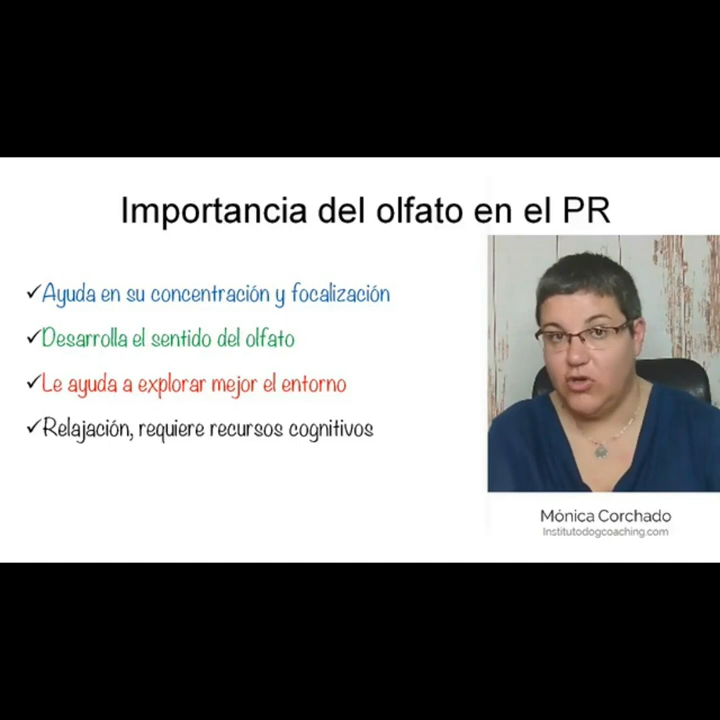 Importancia del olfato en el PR
✓Ayuda en su concentración y focalización
✓Desarrolla el sentido del olfato
✓Le ayuda a explorar mejor el entorno
✓Relajación, requiere recursos cognitivos
Mónica Corchado
Institutodogcoaching.com